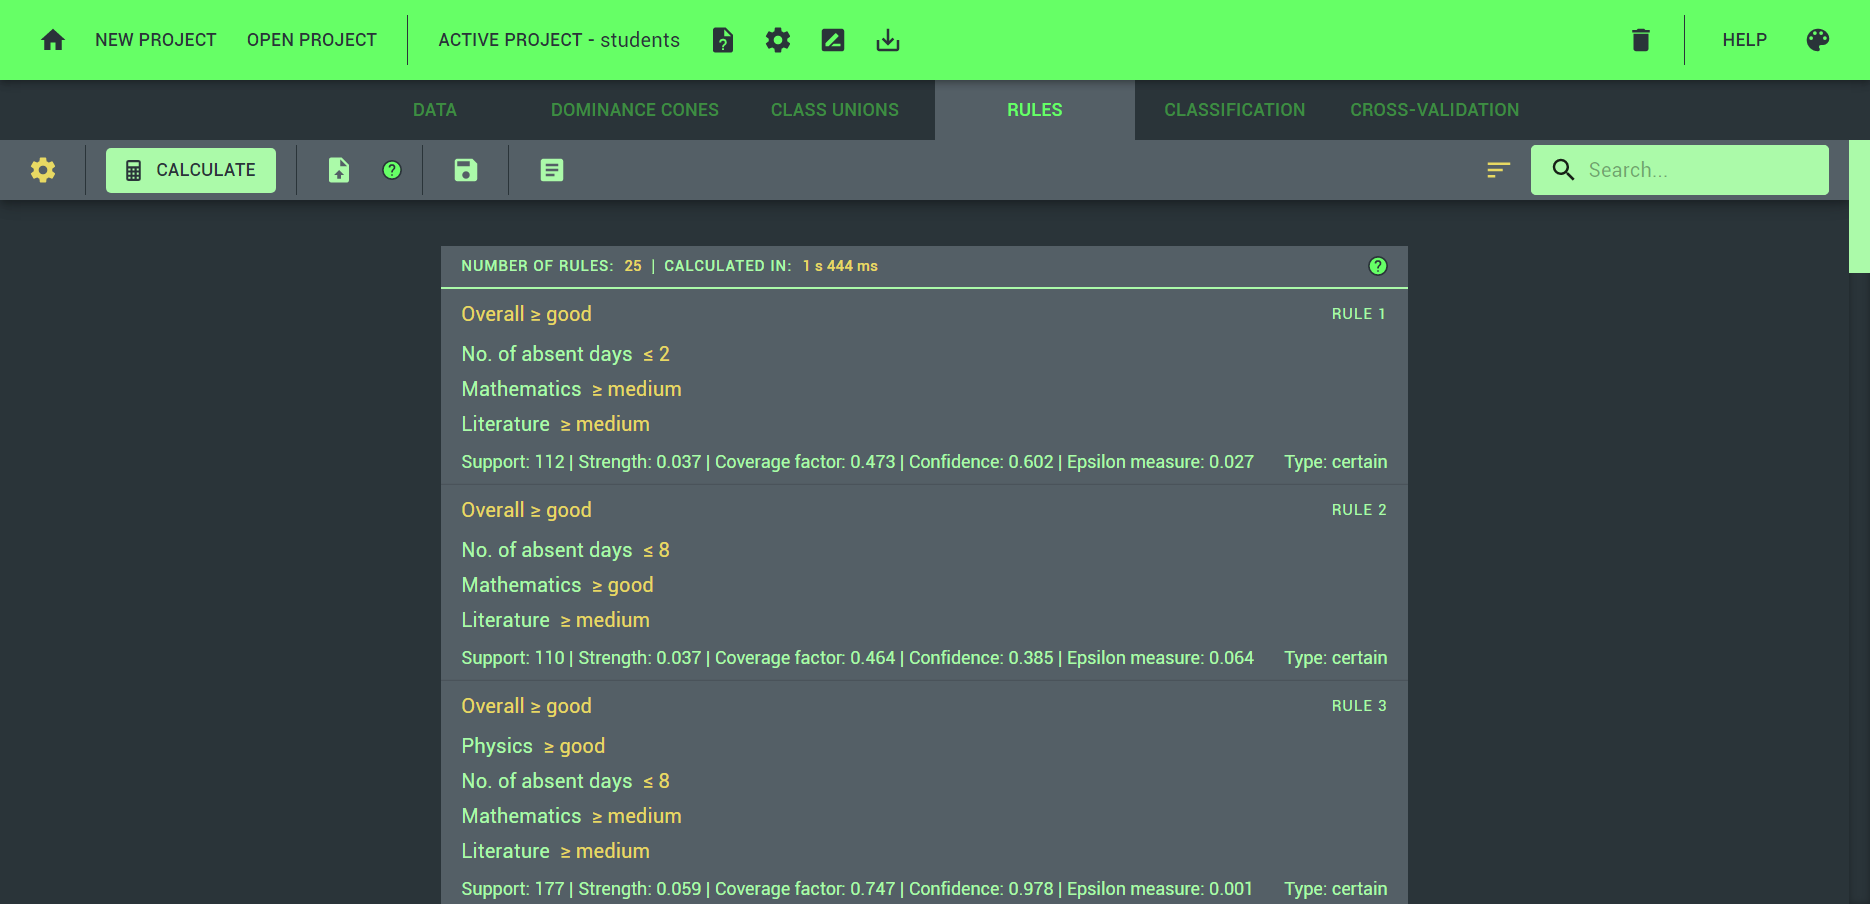 NEW PROJECT OPEN PROJECT ACTIVE PROJECT - students HELP
DATA DOMINANCE CONES CLASS UNIONS RULES CLASSIFICATION CROSS-VALIDATION
CALCULATE ? Search...
NUMBER OF RULES: 25 | CALCULATED IN: 1 s 444 ms ?
Overall ≥ good RULE 1
No. of absent days ≤ 2
Mathematics ≥ medium
Literature ≥ medium
Support: 112 | Strength: 0.037 | Coverage factor: 0.473 | Confidence: 0.602 | Epsilon measure: 0.027 Type: certain
Overall ≥ good RULE 2
No. of absent days ≤ 8
Mathematics ≥ good
Literature ≥ medium
Support: 110 | Strength: 0.037 | Coverage factor: 0.464 | Confidence: 0.385 | Epsilon measure: 0.064 Type: certain
Overall ≥ good RULE 3
Physics ≥ good
No. of absent days ≤ 8
Mathematics ≥ medium
Literature ≥ medium
Support: 177 | Strength: 0.059 | Coverage factor: 0.747 | Confidence: 0.978 | Epsilon measure: 0.001 Type: certain